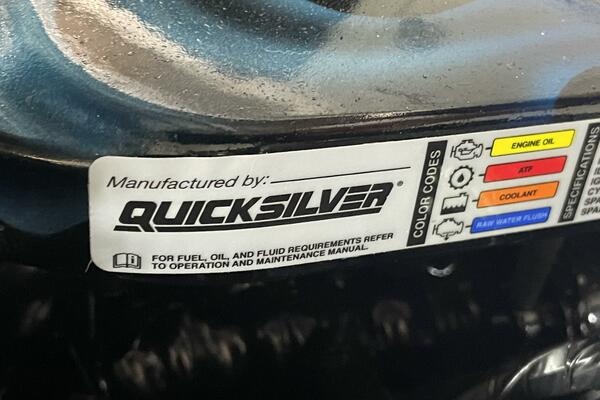 Manufactured by:
QUICKSILVER®
FOR FUEL, OIL, AND FLUID REQUIREMENTS REFER
TO OPERATION AND MAINTENANCE MANUAL.
COLOR CODES
ENGINE OIL
ATF
COOLANT
RAW WATER FLUSH
SPECIFICATIONS